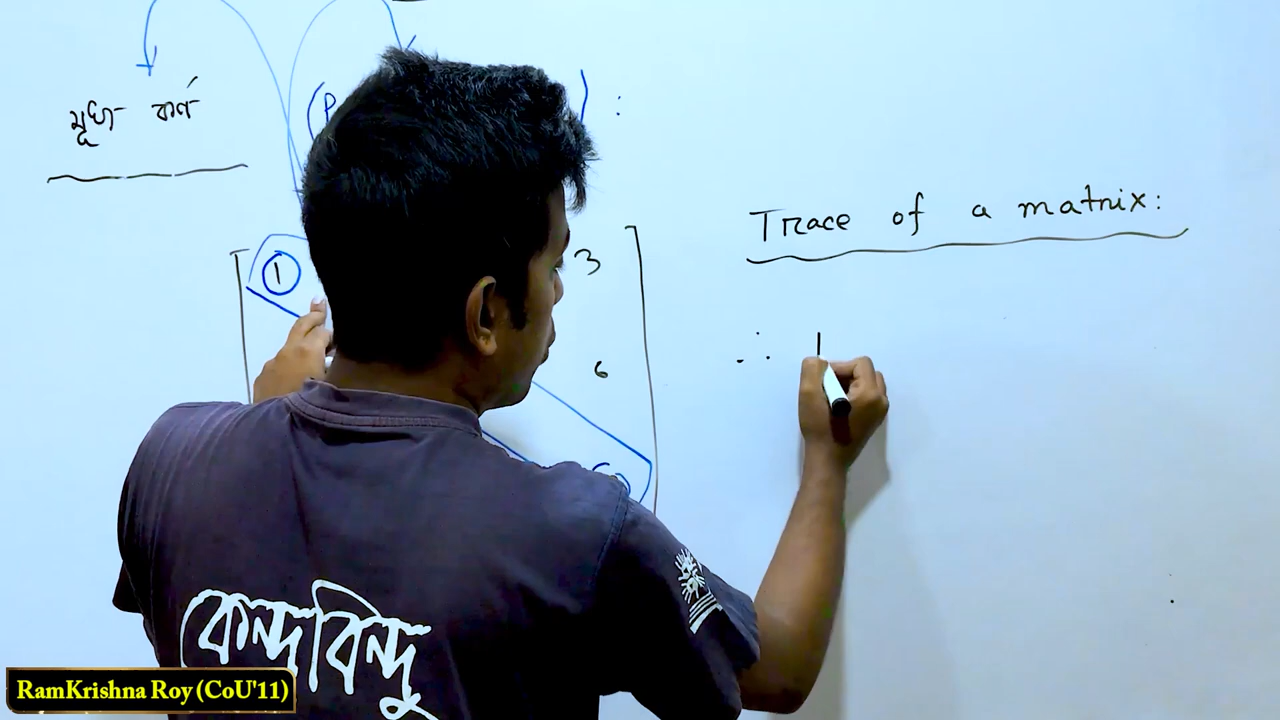 মূখ্য কর্ণ
(P ) :
Trace of a matrix:
1 3
6
∴ 1
কেন্দ্রবিন্দু
RamKrishna Roy (CoU'11)